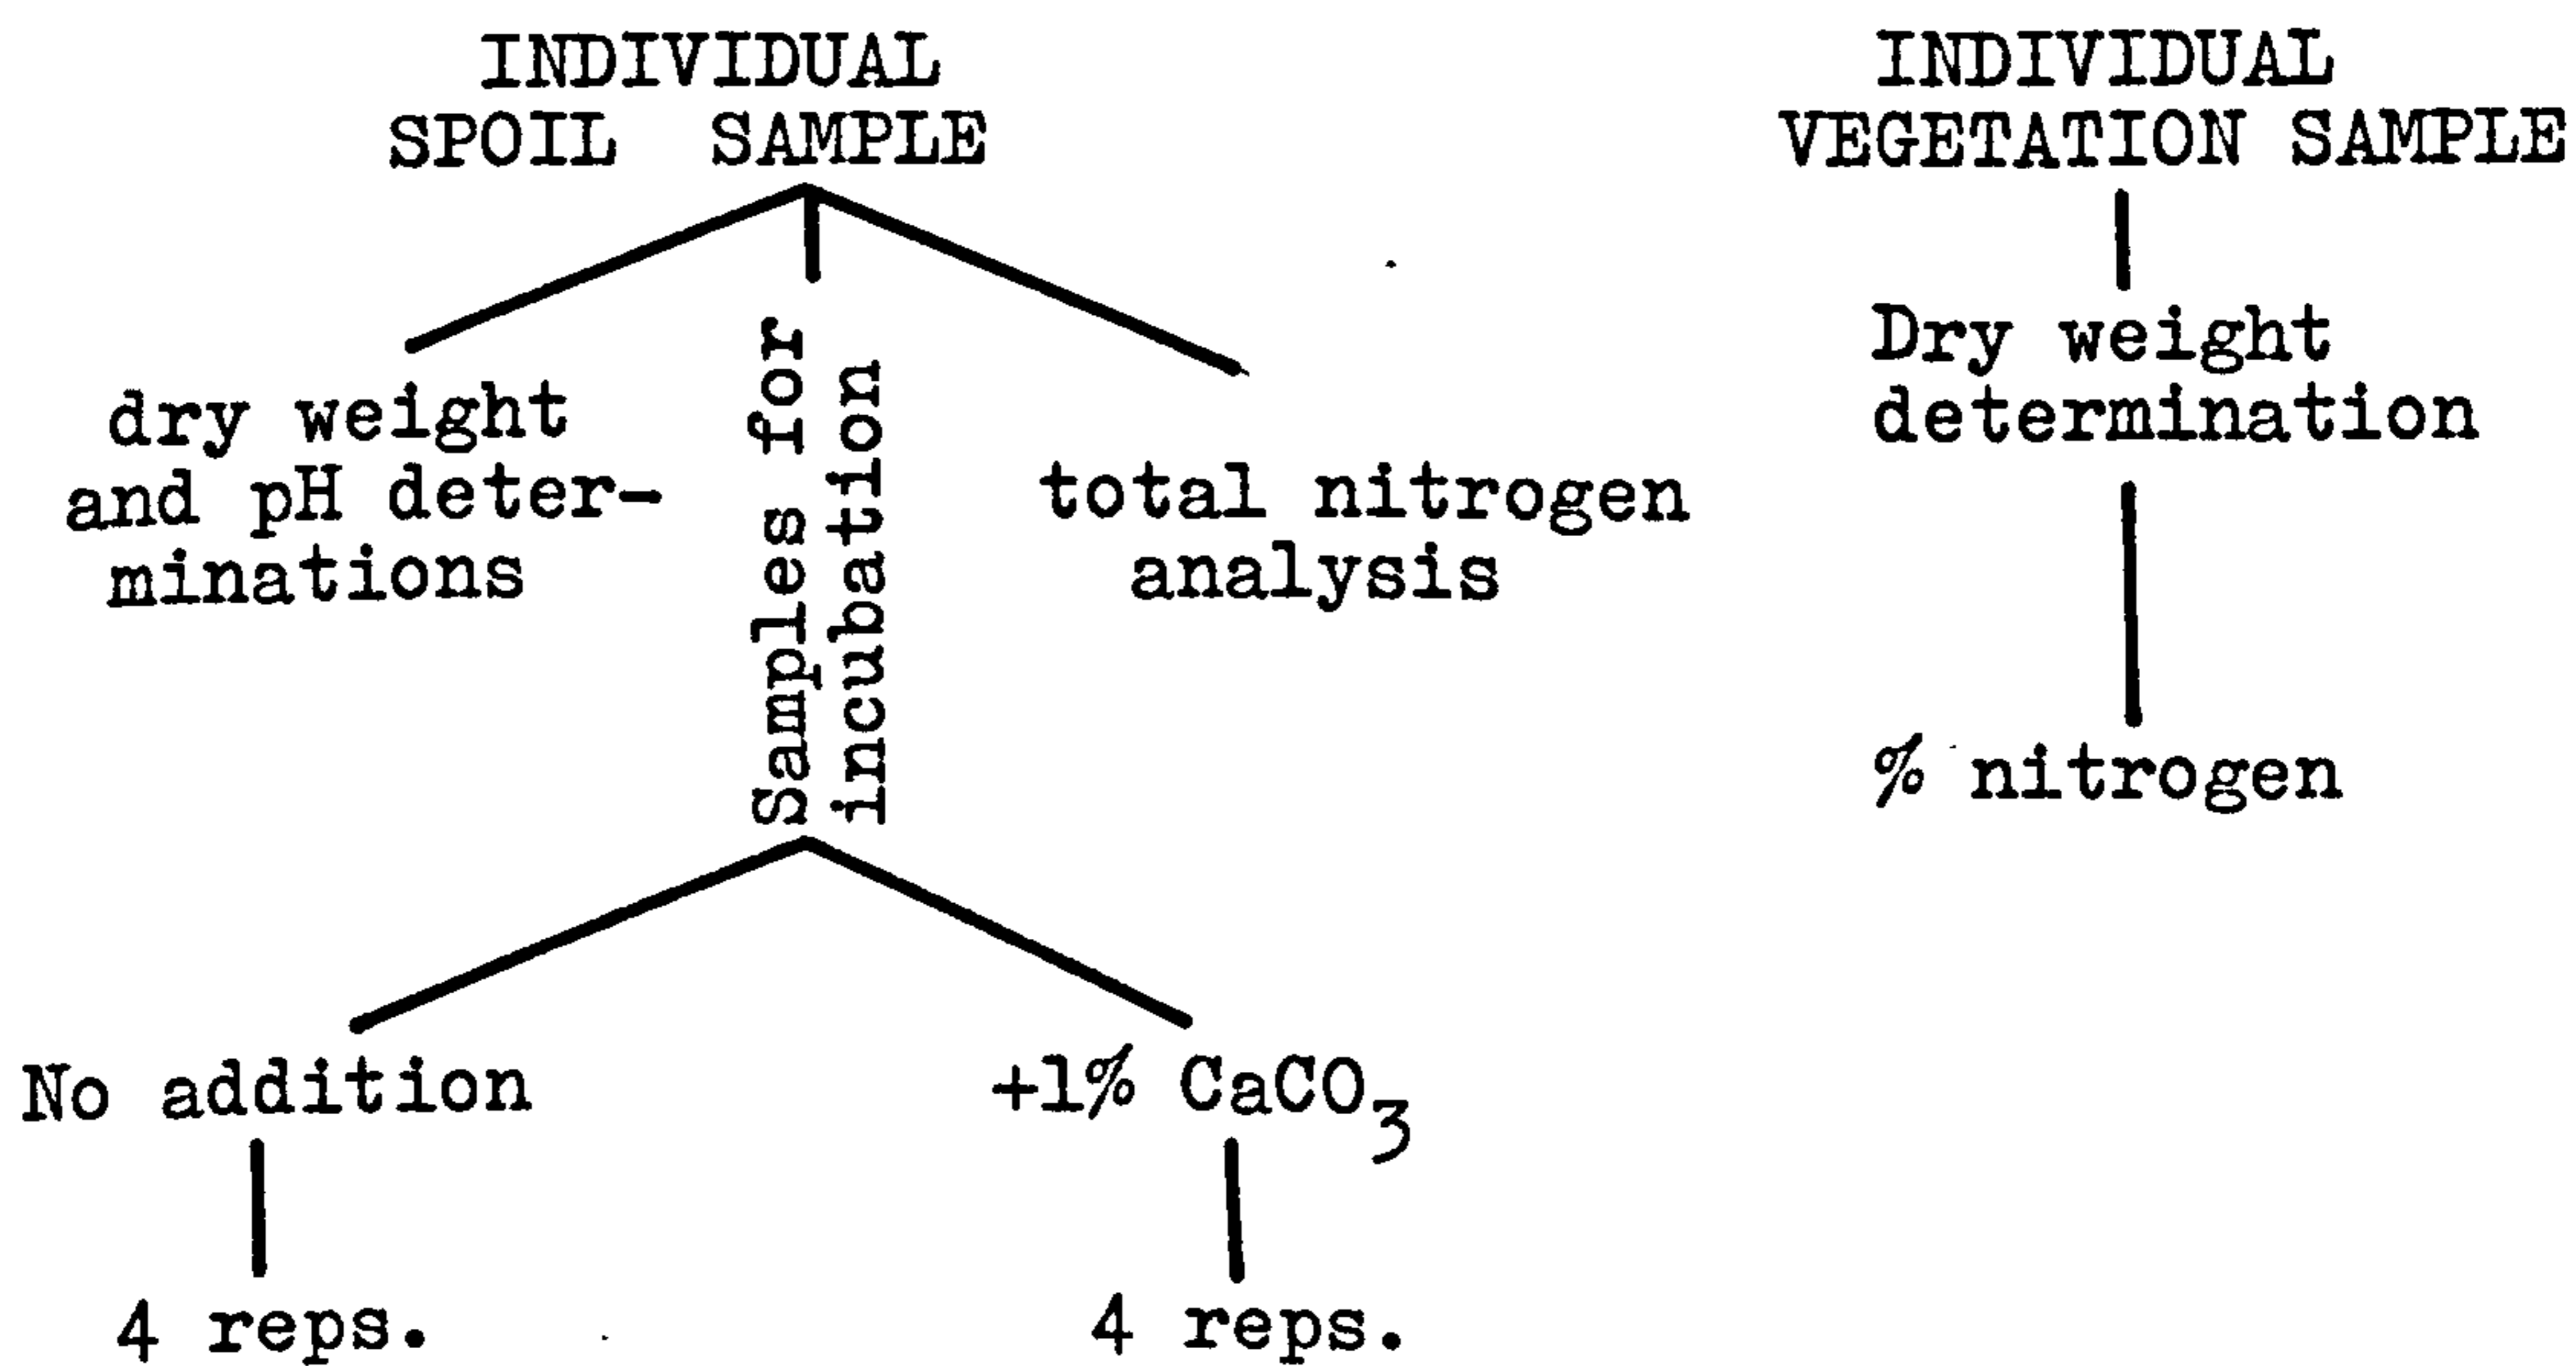 INDIVIDUAL
SPOIL SAMPLE
dry weight
and pH deter-
minations
Samples for
incubation
total nitrogen
analysis
No addition
4 reps.
+1% CaCO₃
4 reps.
INDIVIDUAL
VEGETATION SAMPLE
Dry weight
determination
% nitrogen